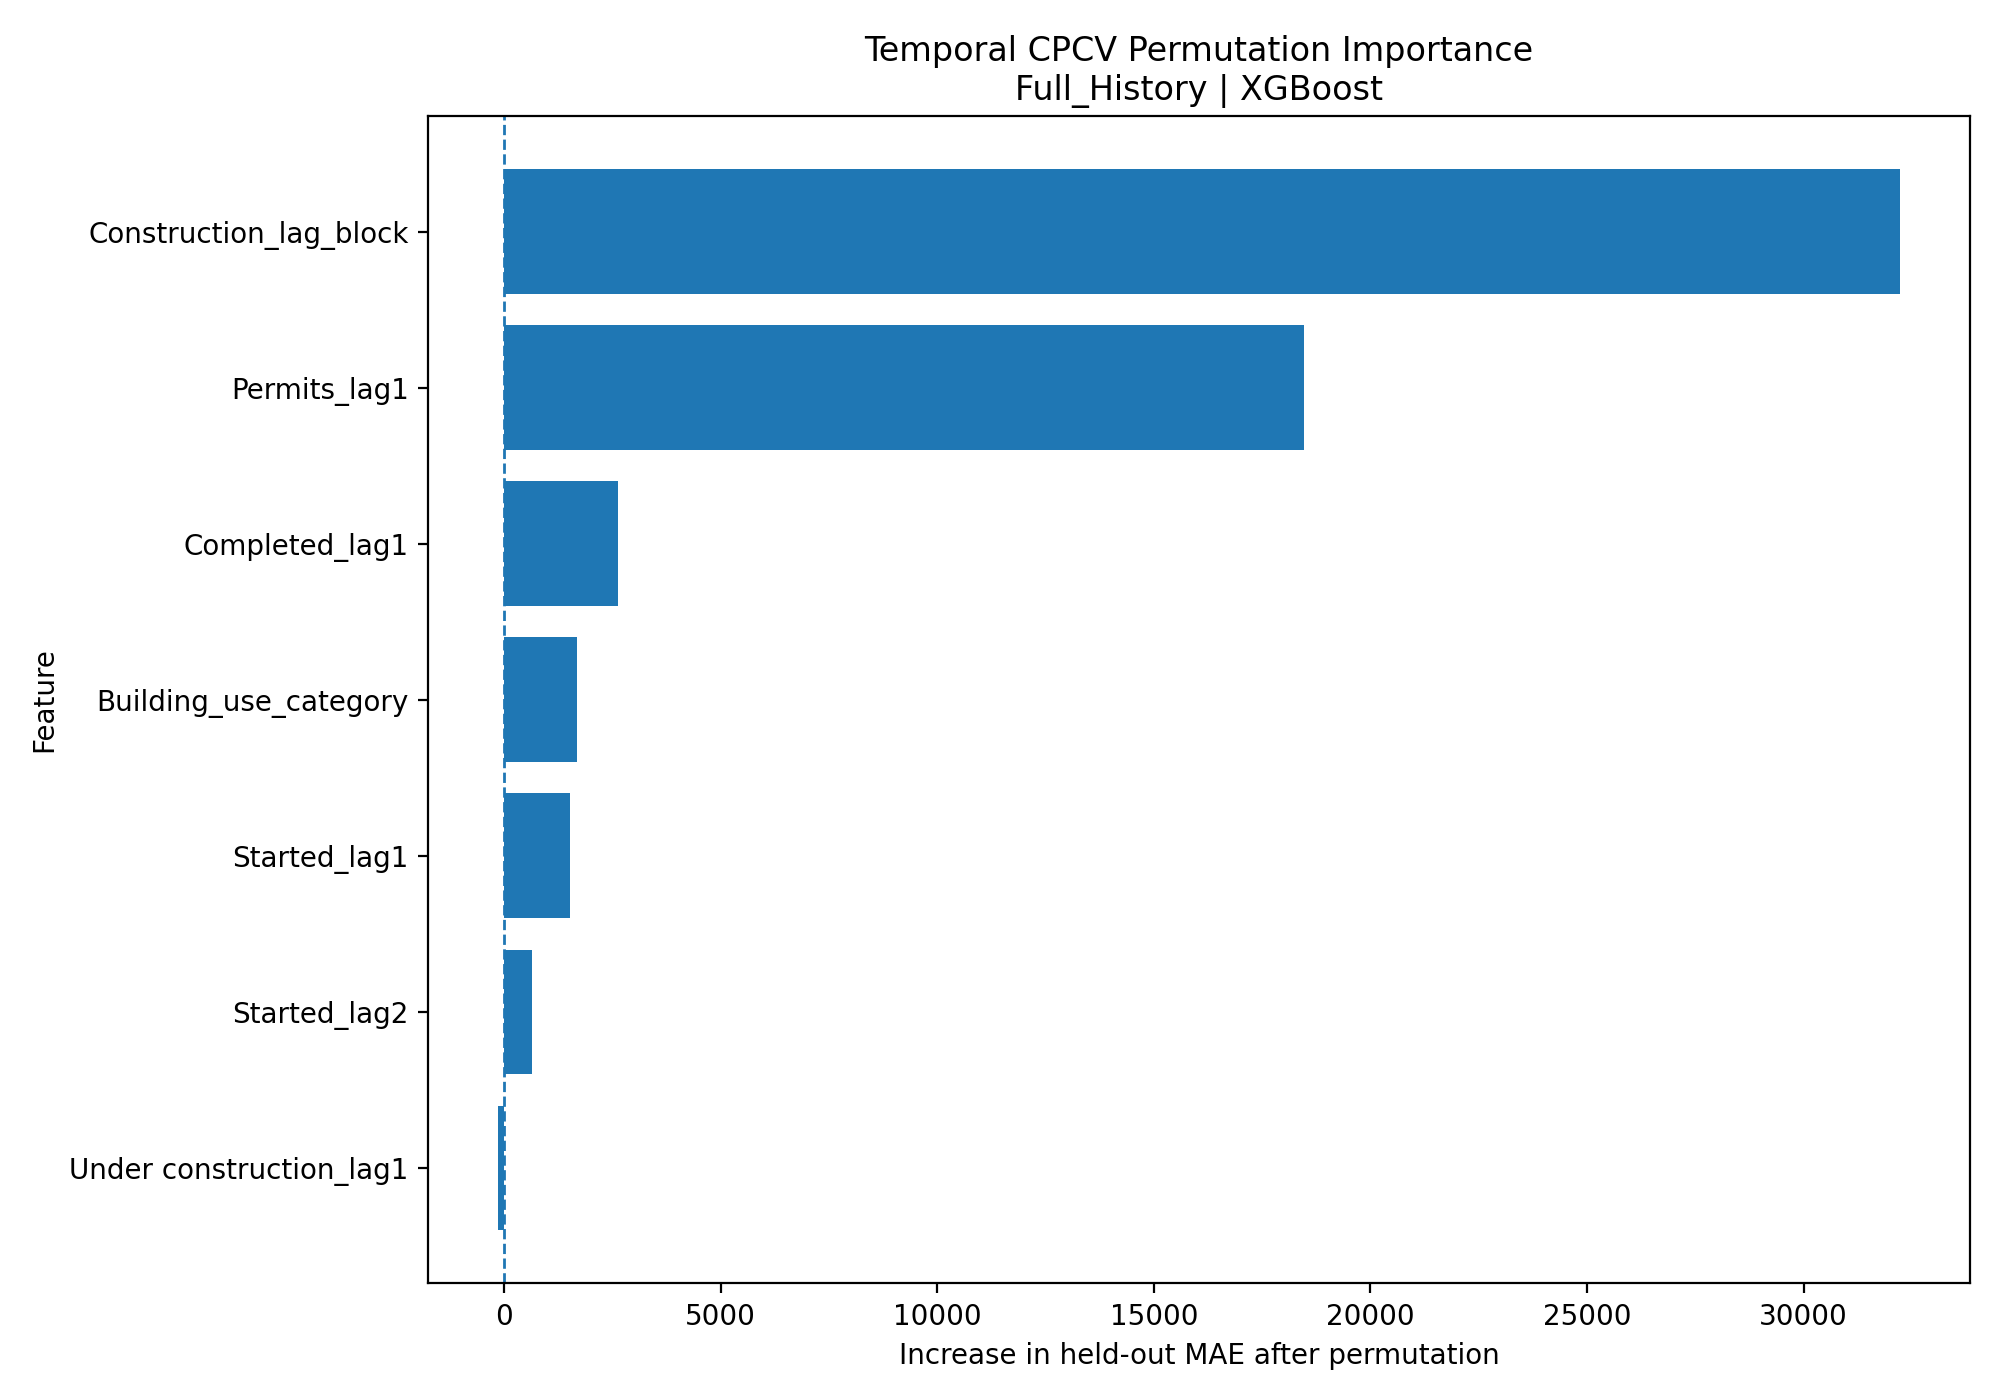 Temporal CPCV Permutation Importance
Full_History | XGBoost
Construction_lag_block
Permits_lag1
Completed_lag1
Building_use_category
Started_lag1
Started_lag2
Under construction_lag1
Feature
0 5000 10000 15000 20000 25000 30000
Increase in held-out MAE after permutation